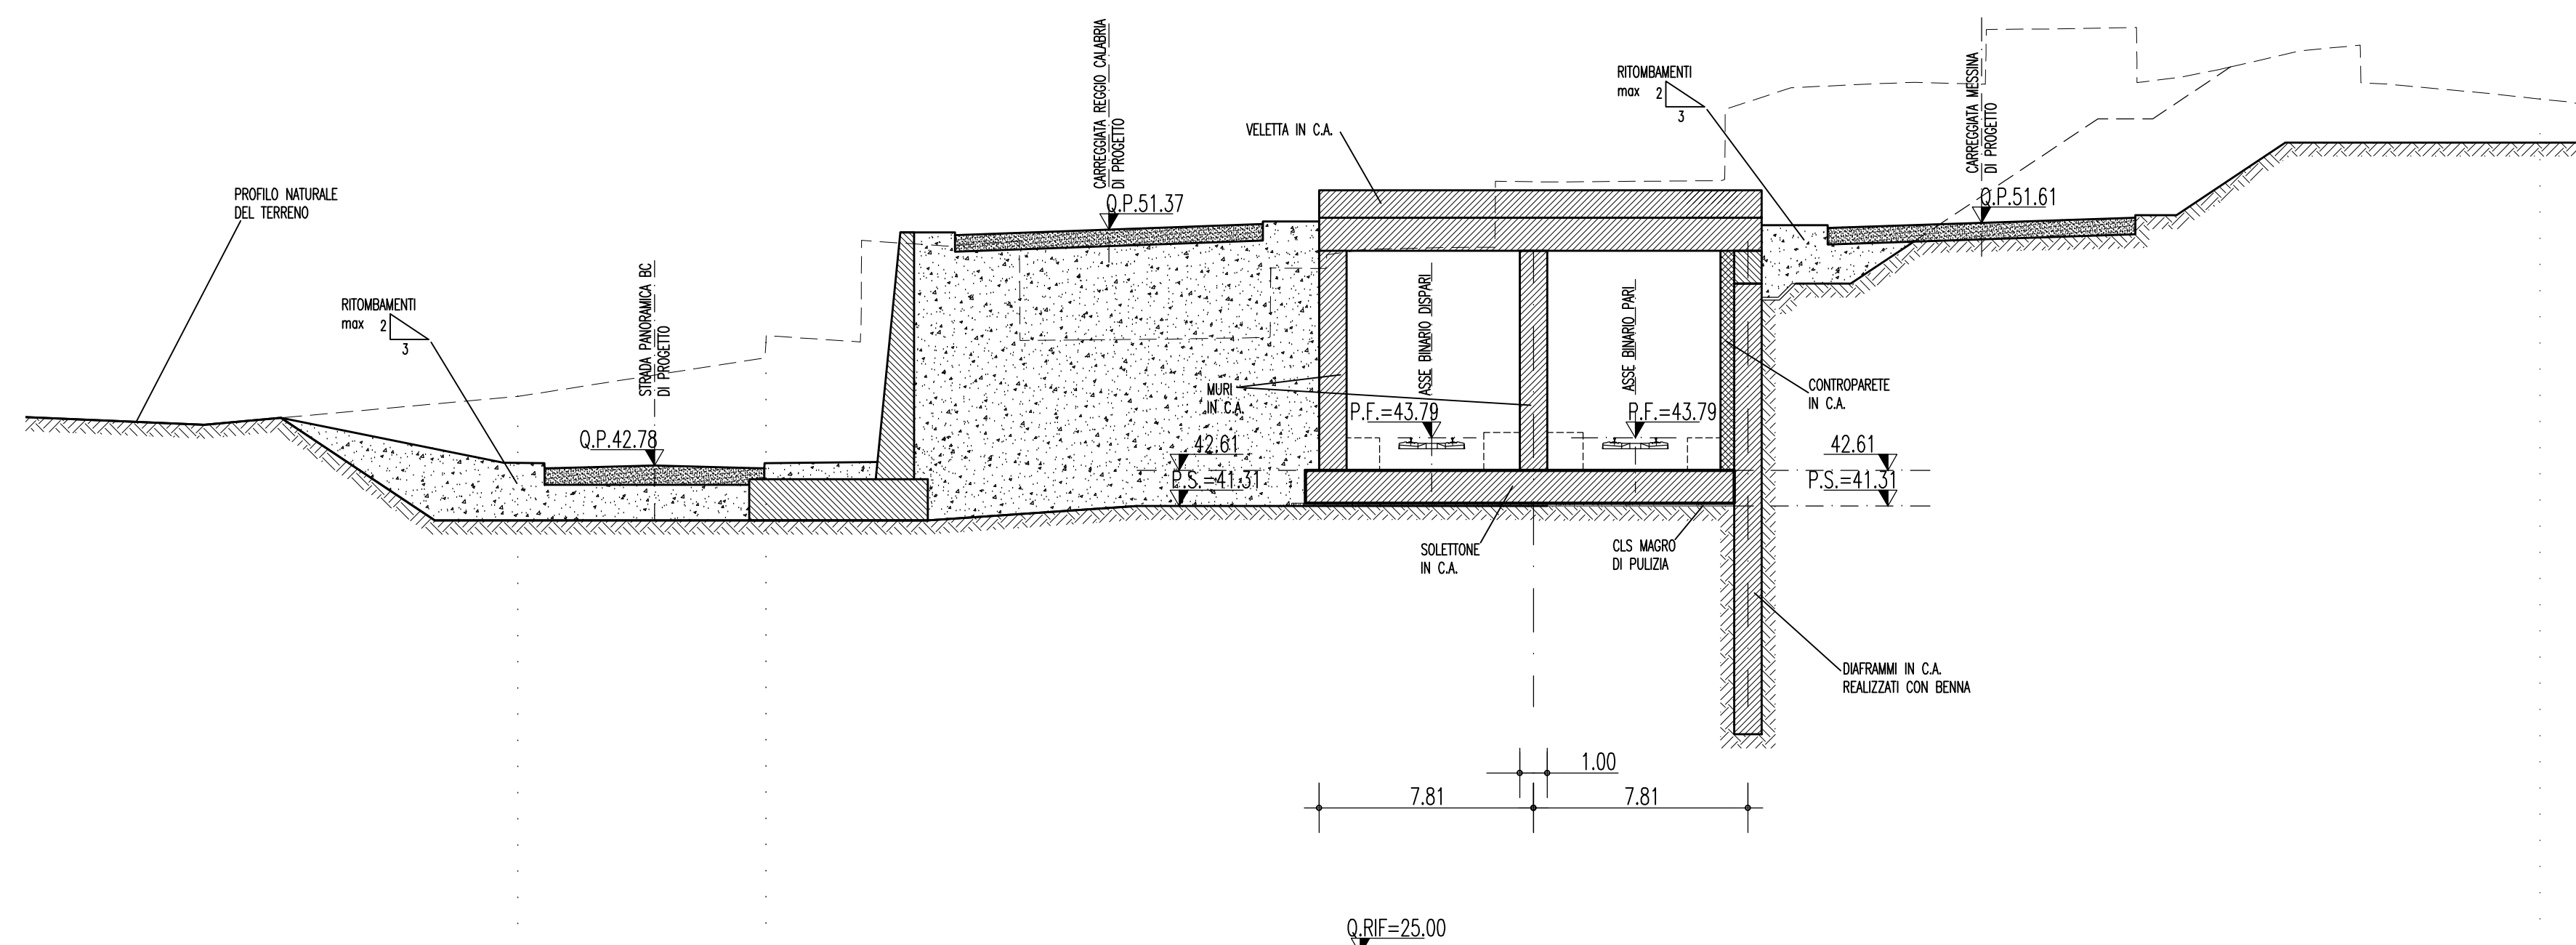 CARREGGIATA REGGIO CALABRIA
DI PROGETTO
Q.P.51.37
VELETTA IN C.A.
RITOMBAMENTI
max 2
3
CARREGGIATA MESSINA
DI PROGETTO
Q.P.51.61
PROFILO NATURALE
DEL TERRENO
RITOMBAMENTI
max 2
3
STRADA PANORAMICA BC
DI PROGETTO
Q.P.42.78
MURI
IN C.A.
ASSE BINARIO DISPARI
P.F.=43.79
ASSE BINARIO PARI
P.F.=43.79
CONTROPARETE
IN C.A.
42.61
P.S.=41.31
42.61
P.S.=41.31
SOLETTONE
IN C.A.
CLS MAGRO
DI PULIZIA
DIAFRAMMI IN C.A.
REALIZZATI CON BENNA
1.00
7.81
7.81
Q.RIF=25.00